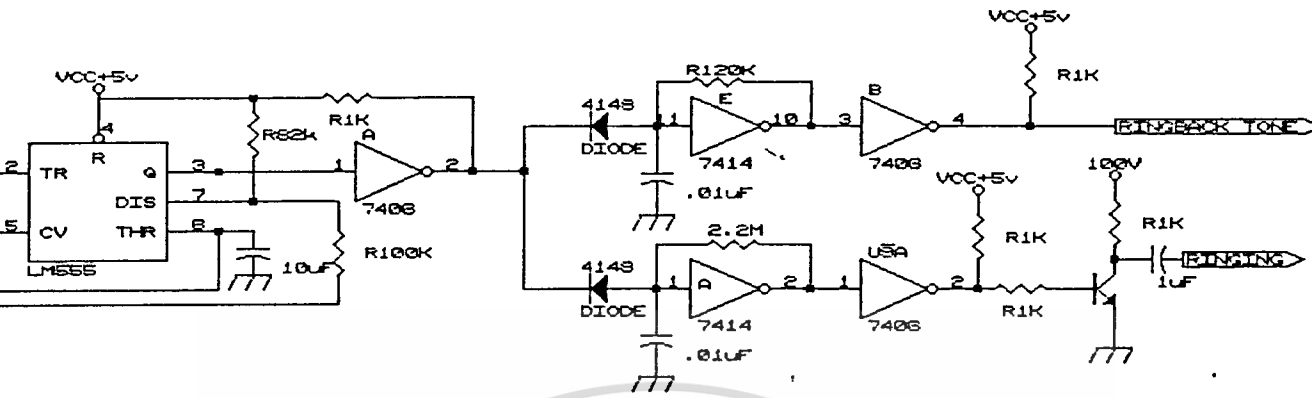 VCC+5v
VCC+5v
R1K
R120K
4148
R1K
DIODE
E
11
10
7414
B
3
4
7406
RINGBACK TONE
.01uF
4
R
R82K
A
1
2
7406
2
TR
Q
3
DIS
7
5
CV
THR
6
LM555
10uF
R100K
VCC+5v
100V
R1K
R1K
2.2M
4148
DIODE
1
A
2
7414
U5A
1
2
7406
R1K
1uF
RINGING
.01uF